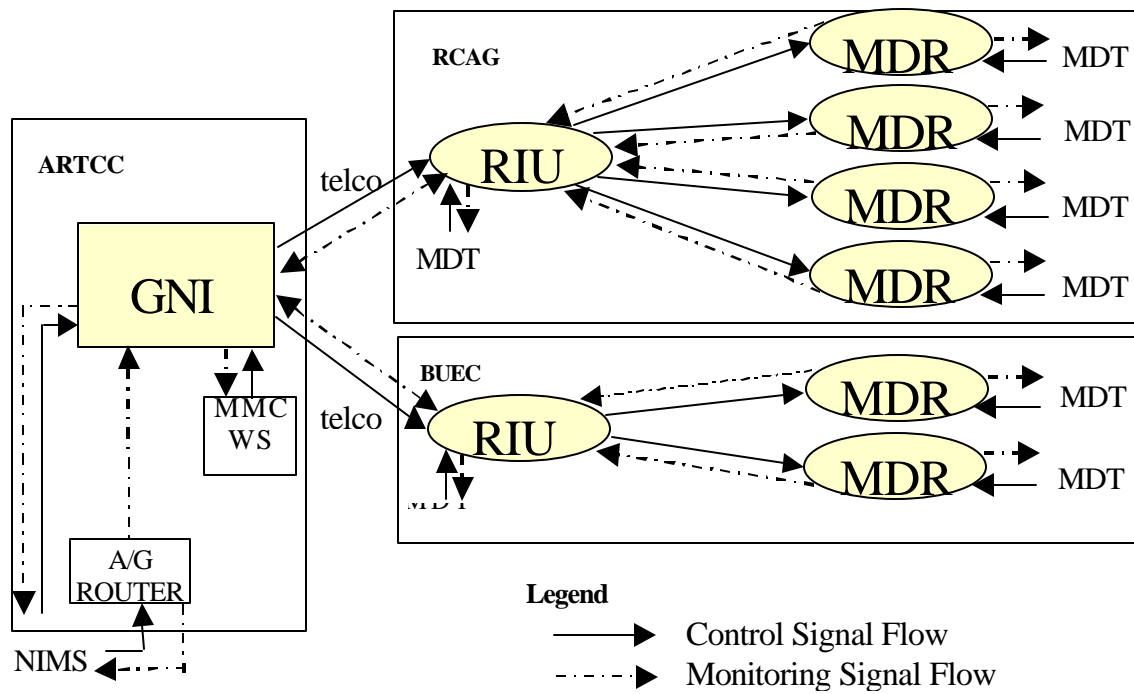 ARTCC
GNI
MMC
WS
A/G
ROUTER
NIMS
telco
telco
RCAG
RIU
MDT
MDR
MDT
MDR
MDT
MDR
MDT
MDR
MDT
BUEC
RIU
MDR
MDT
MDR
MDT
Legend
Control Signal Flow
Monitoring Signal Flow